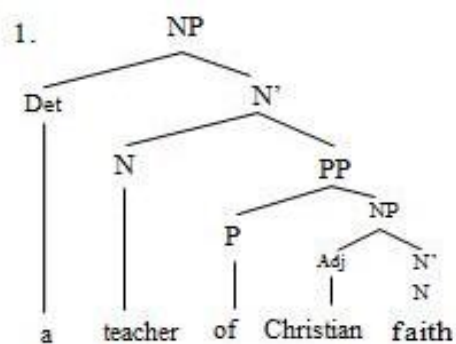 1. NP
Det N'
N PP
P NP
Adj N'
N
a teacher of Christian faith